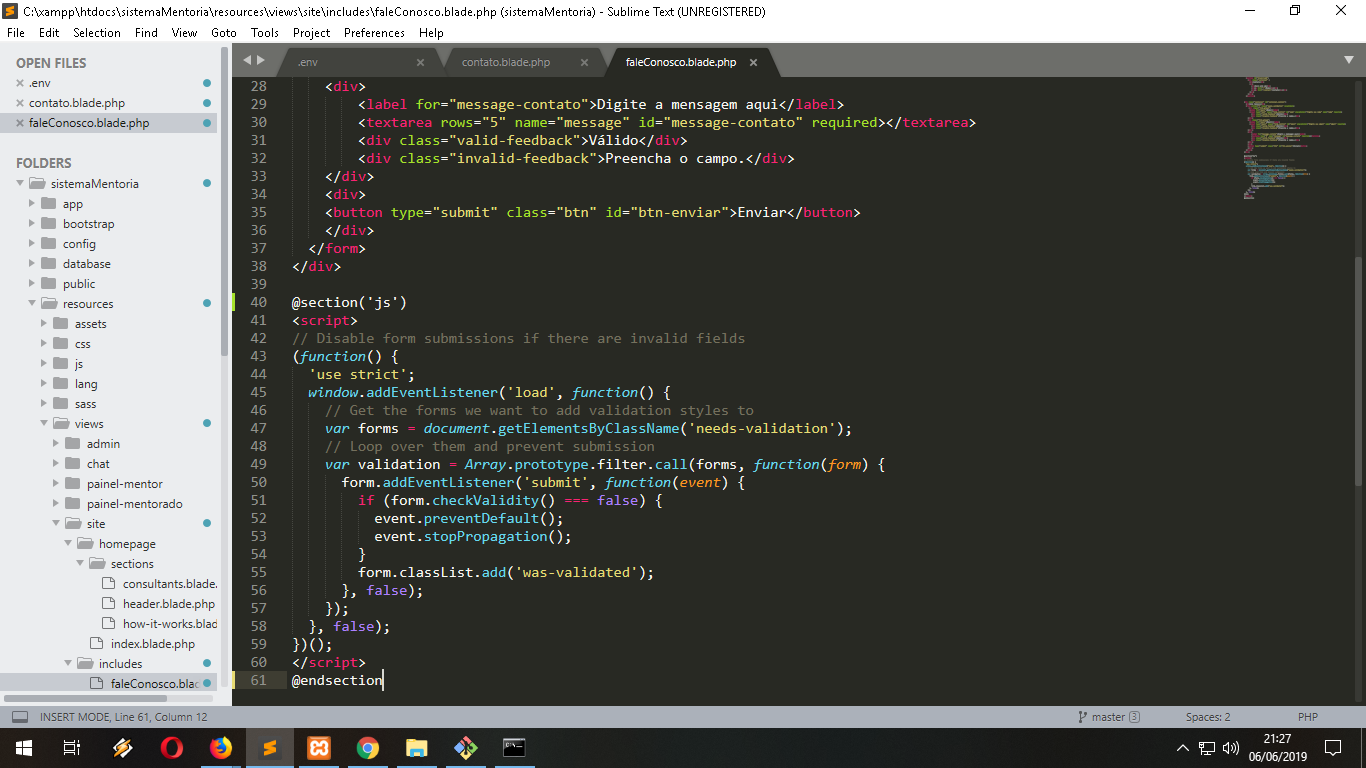 C:\xampp\htdocs\sistemaMentoria\resources\views\site\includes\faleConosco.blade.php (sistemaMentoria) - Sublime Text (UNREGISTERED)
File Edit Selection Find View Goto Tools Project Preferences Help
OPEN FILES
.env
contato.blade.php
faleConosco.blade.php
FOLDERS
sistemaMentoria
app
bootstrap
config
database
public
resources
assets
css
js
lang
sass
views
admin
chat
painel-mentor
painel-mentorado
site
homepage
sections
consultants.blade.
header.blade.php
how-it-works.blad
index.blade.php
includes
faleConosco.blac
.env contato.blade.php faleConosco.blade.php
28 <div>
29 <label for="message-contato">Digite a mensagem aqui</label>
30 <textarea rows="5" name="message" id="message-contato" required></textarea>
31 <div class="valid-feedback">Válido</div>
32 <div class="invalid-feedback">Preencha o campo.</div>
33 </div>
34 <div>
35 <button type="submit" class="btn" id="btn-enviar">Enviar</button>
36 </div>
37 </form>
38 </div>
39
40 @section('js')
41 <script>
42 // Disable form submissions if there are invalid fields
43 (function() {
44 'use strict';
45 window.addEventListener('load', function() {
46 // Get the forms we want to add validation styles to
47 var forms = document.getElementsByClassName('needs-validation');
48 // Loop over them and prevent submission
49 var validation = Array.prototype.filter.call(forms, function(form) {
50 form.addEventListener('submit', function(event) {
51 if (form.checkValidity() === false) {
52 event.preventDefault();
53 event.stopPropagation();
54 }
55 form.classList.add('was-validated');
56 }, false);
57 });
58 }, false);
59 })();
60 </script>
61 @endsection
INSERT MODE, Line 61, Column 12 master 3 Spaces: 2 PHP
21:27
06/06/2019